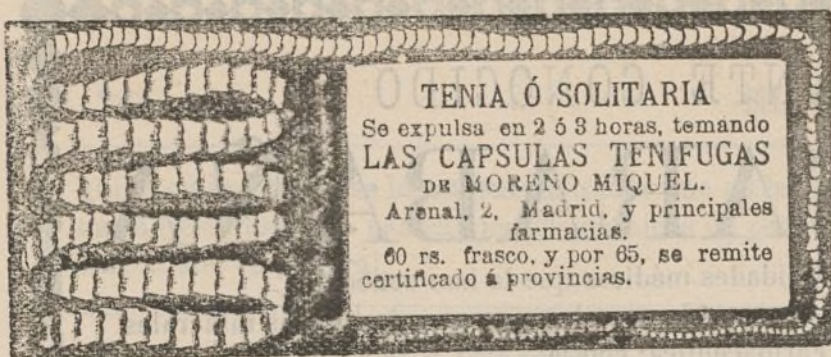 TENIA Ó SOLITARIA
Se expulsa en 2 ó 3 horas, temando
LAS CAPSULAS TENIFUGAS
DE MORENO MIQUEL.
Arenal, 2, Madrid, y principales
farmacias.
60 rs. frasco, y por 65, se remite
certificado á provincias.